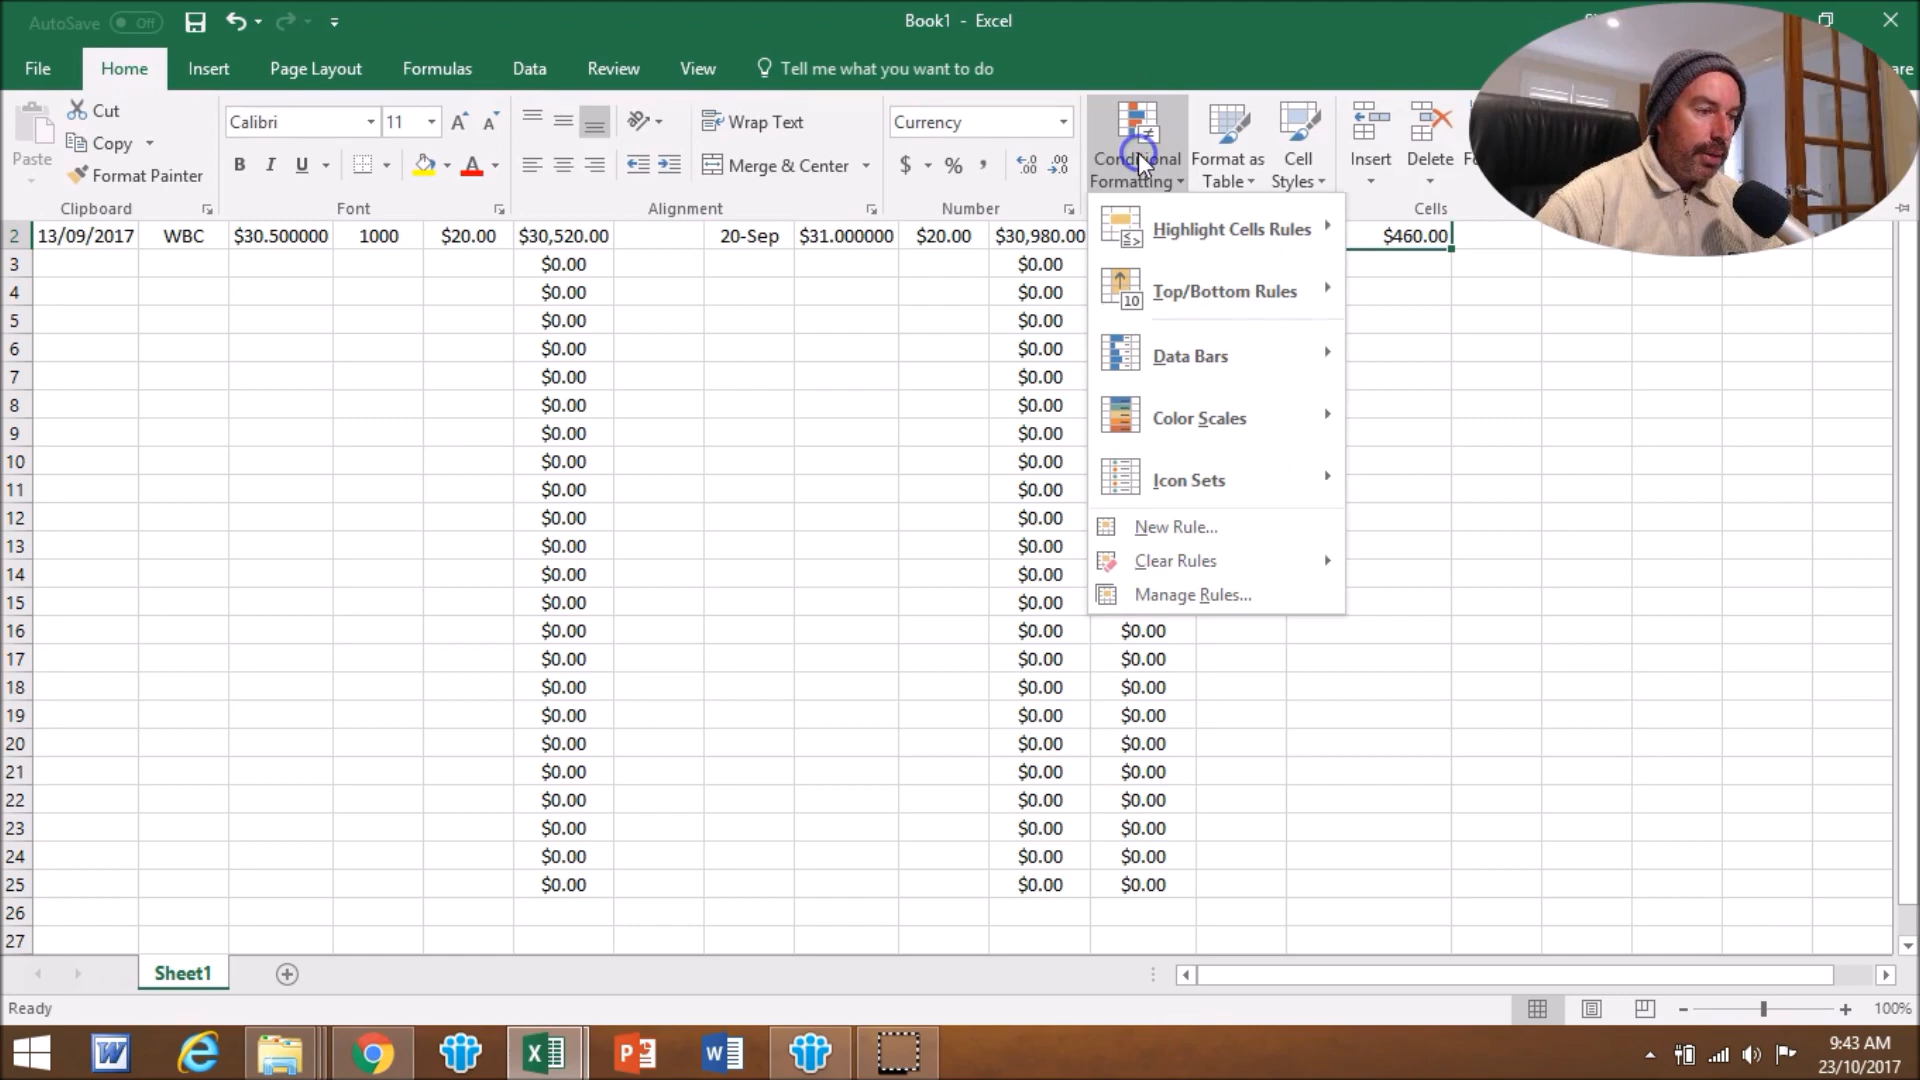 AutoSave Off
Book1 - Excel
File Home Insert Page Layout Formulas Data Review View Tell me what you want to do
are
Cut
Copy
Format Painter
Paste
Clipboard
Calibri 11
B I U
Font
Wrap Text
Merge & Center
Alignment
Currency
$ %
Number
Conditional
Formatting
Format as
Table
Cell
Styles
Insert
Delete
Cells
2 13/09/2017 WBC $30.500000 1000 $20.00 $30,520.00 20-Sep $31.000000 $20.00 $30,980.00 $460.00
Highlight Cells Rules
Top/Bottom Rules
Data Bars
Color Scales
Icon Sets
New Rule...
Clear Rules
Manage Rules...
3 $0.00 $0.00
4 $0.00 $0.00
5 $0.00 $0.00
6 $0.00 $0.00
7 $0.00 $0.00
8 $0.00 $0.00
9 $0.00 $0.00
10 $0.00 $0.00
11 $0.00 $0.00
12 $0.00 $0.00
13 $0.00 $0.00
14 $0.00 $0.00
15 $0.00 $0.00
16 $0.00 $0.00 $0.00
17 $0.00 $0.00 $0.00
18 $0.00 $0.00 $0.00
19 $0.00 $0.00 $0.00
20 $0.00 $0.00 $0.00
21 $0.00 $0.00 $0.00
22 $0.00 $0.00 $0.00
23 $0.00 $0.00 $0.00
24 $0.00 $0.00 $0.00
25 $0.00 $0.00 $0.00
26
27
Sheet1
Ready
100%
9:43 AM
23/10/2017